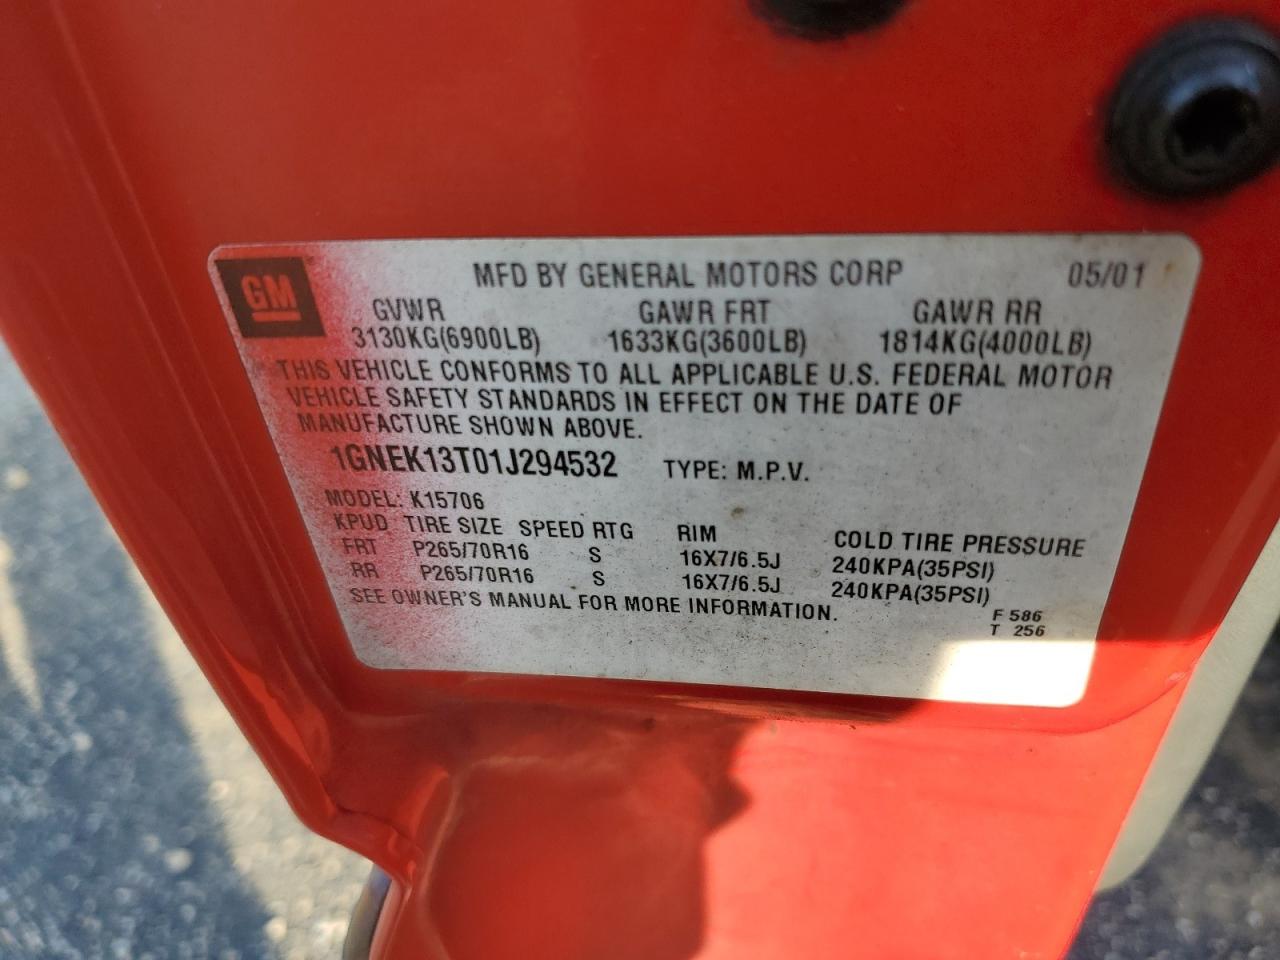 GM
MFD BY GENERAL MOTORS CORP 05/01
GVWR GAWR FRT GAWR RR
3130KG(6900LB) 1633KG(3600LB) 1814KG(4000LB)
THIS VEHICLE CONFORMS TO ALL APPLICABLE U.S. FEDERAL MOTOR
VEHICLE SAFETY STANDARDS IN EFFECT ON THE DATE OF
MANUFACTURE SHOWN ABOVE.
1GNEK13T01J294532 TYPE: M.P.V.
MODEL: K15706
KPUD TIRE SIZE SPEED RTG RIM COLD TIRE PRESSURE
FRT P265/70R16 S 16X7/6.5J 240KPA(35PSI)
RR P265/70R16 S 16X7/6.5J 240KPA(35PSI)
SEE OWNER'S MANUAL FOR MORE INFORMATION.
F 586
T 256